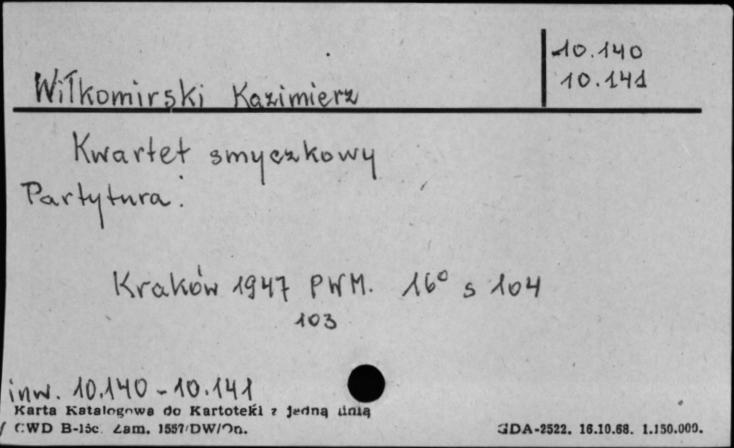 10.140
10.141
Wiłkomirski Kazimierz
Kwartet smyczkowy
Partytura.
Kraków 1947 PWM. 16° s 104
103
inw. 10.140 - 10.141
Karta Katalogowa do Kartoteki z jedną linią
CWD B-15c. Zam. 1557/DW/On.
GDA-2522. 16.10.68. 1.150.000.